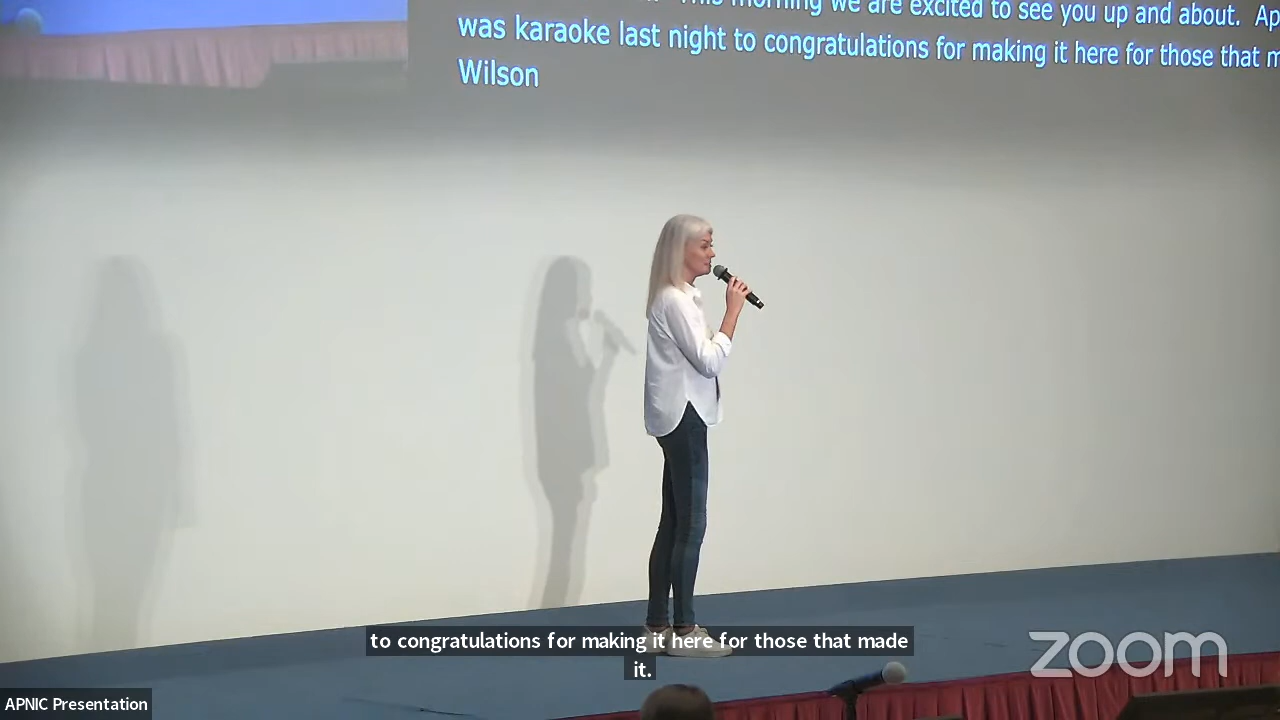 This morning we are excited to see you up and about. Ap
was karaoke last night to congratulations for making it here for those that m
Wilson
to congratulations for making it here for those that made
it.
zoom
APNIC Presentation